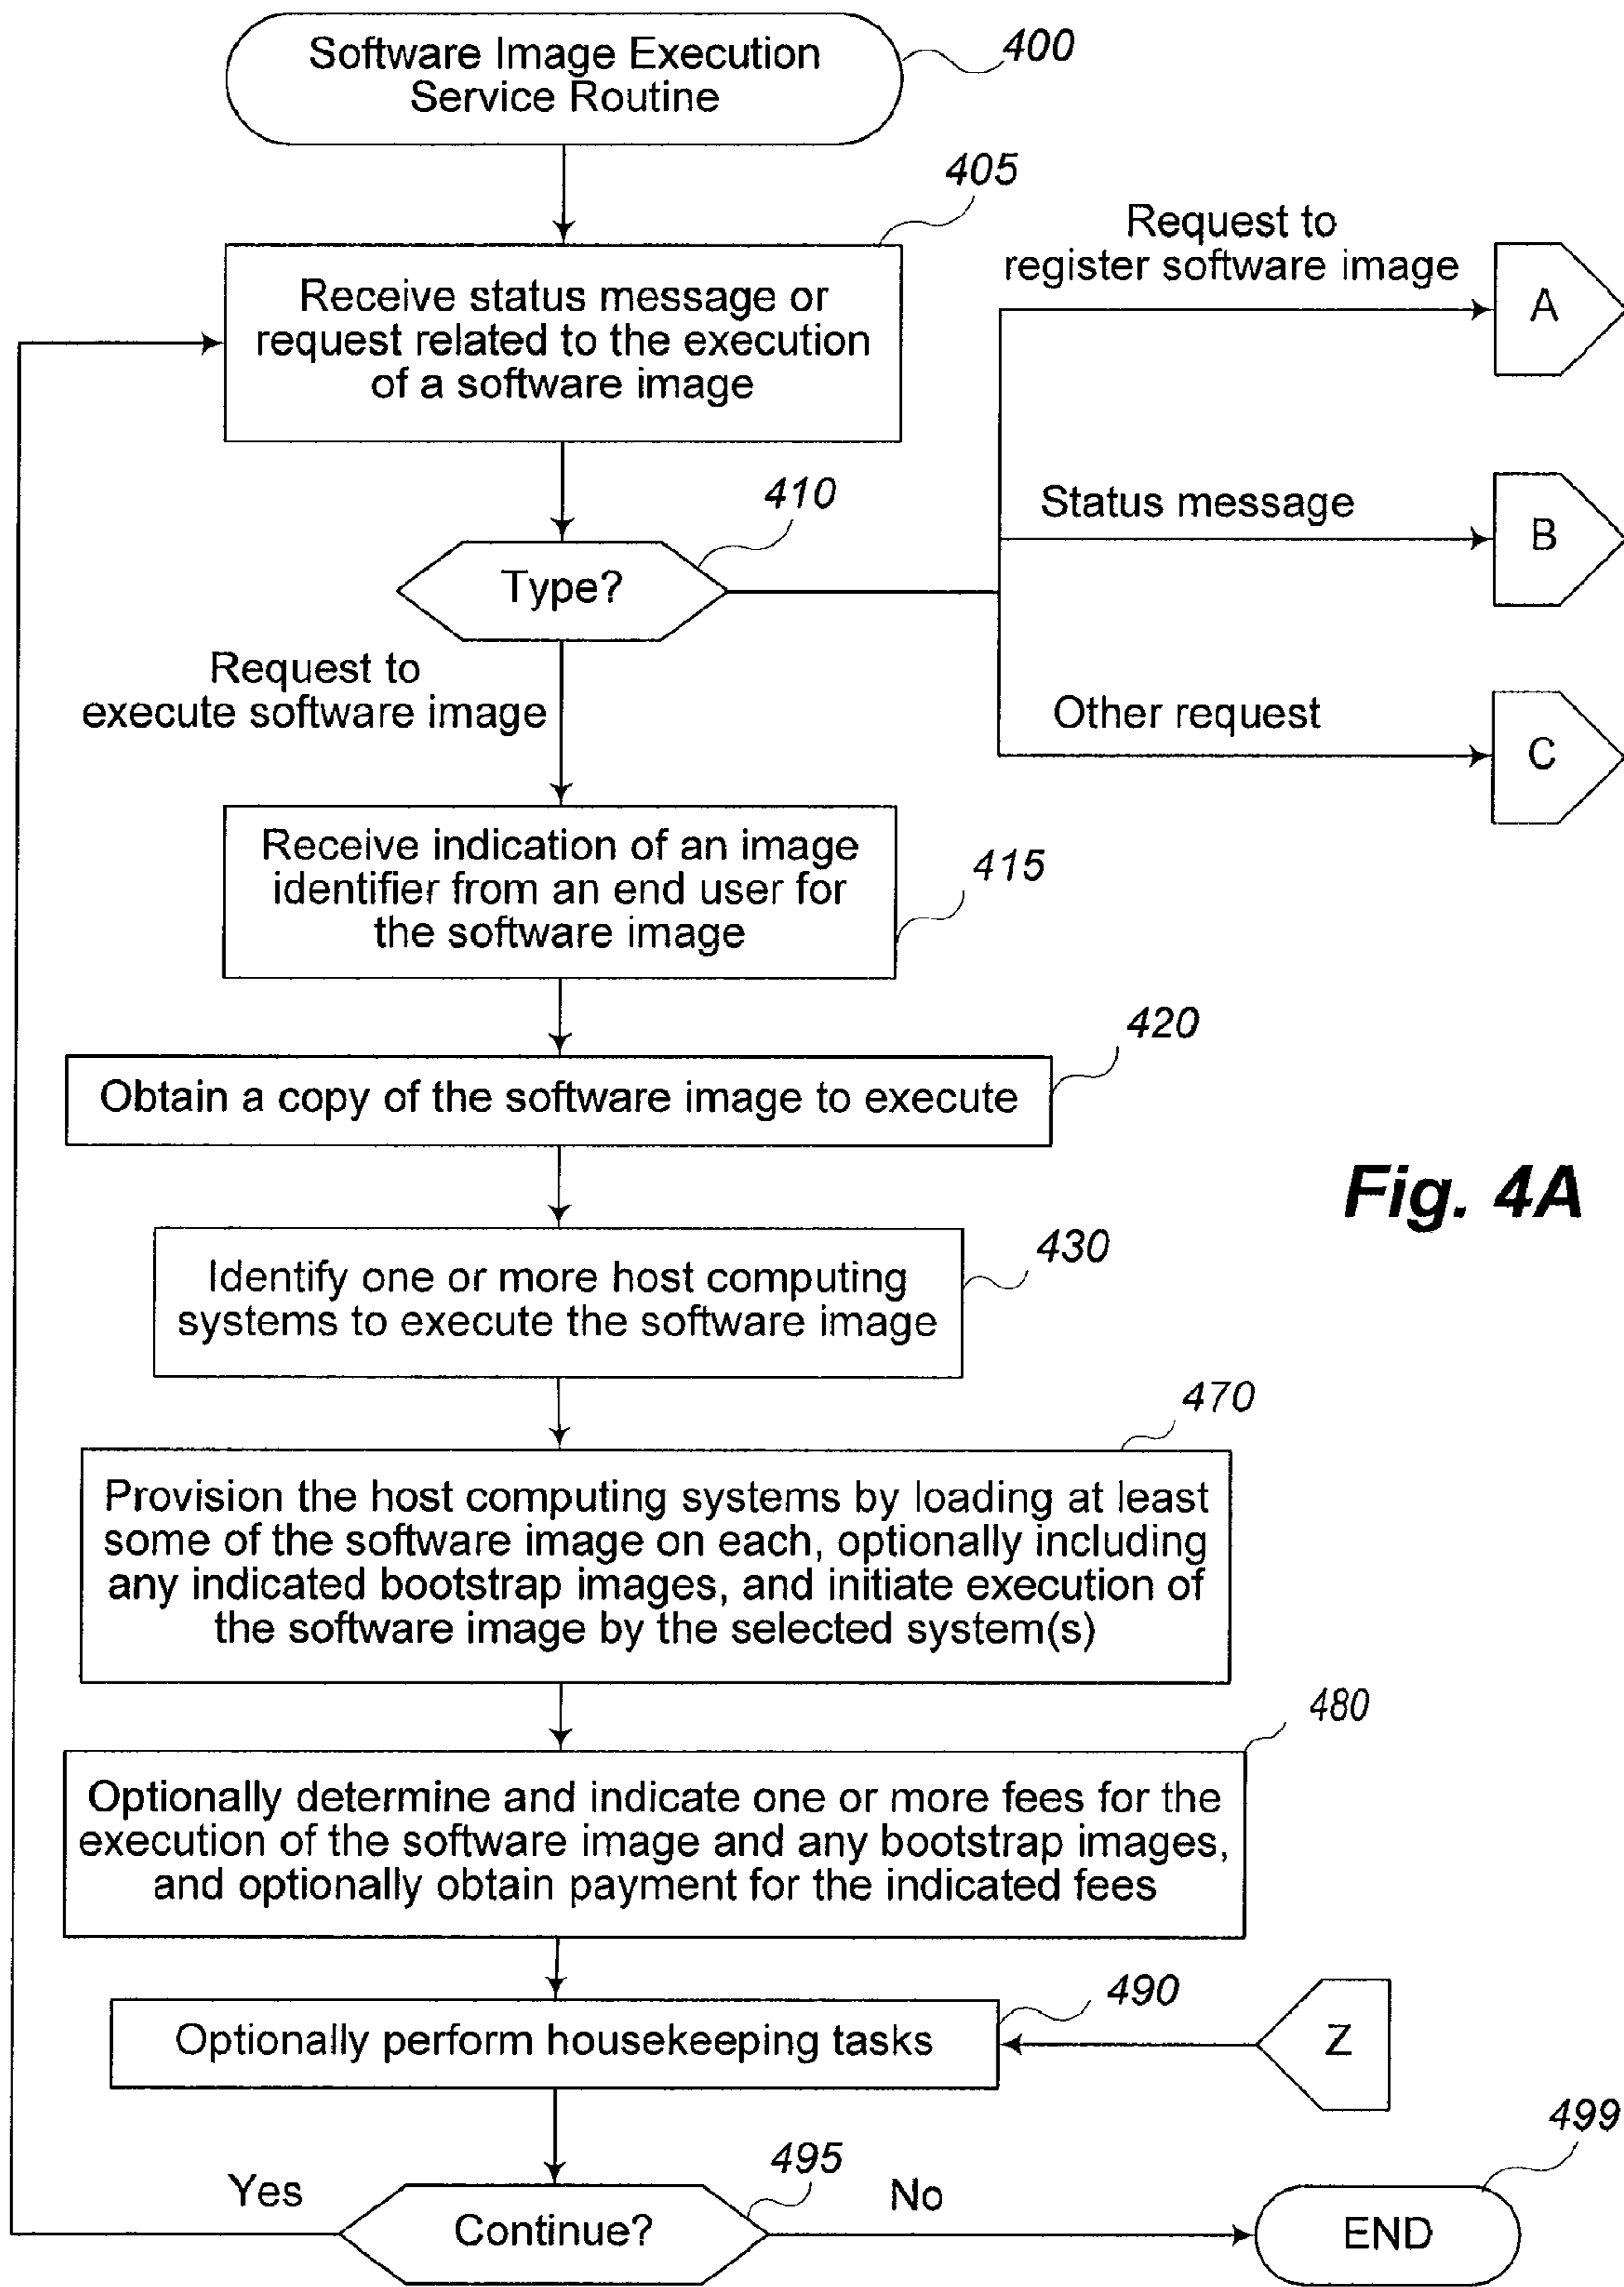 Software Image Execution
Service Routine
400
405
Receive status message or
request related to the execution
of a software image
Request to
register software image
A
410
Type?
Status message
B
Request to
execute software image
Other request
C
Receive indication of an image
identifier from an end user for
the software image
415
420
Obtain a copy of the software image to execute
Fig. 4A
430
Identify one or more host computing
systems to execute the software image
470
Provision the host computing systems by loading at least
some of the software image on each, optionally including
any indicated bootstrap images, and initiate execution of
the software image by the selected system(s)
480
Optionally determine and indicate one or more fees for the
execution of the software image and any bootstrap images,
and optionally obtain payment for the indicated fees
490
Optionally perform housekeeping tasks
Z
495
Yes
Continue?
No
499
END